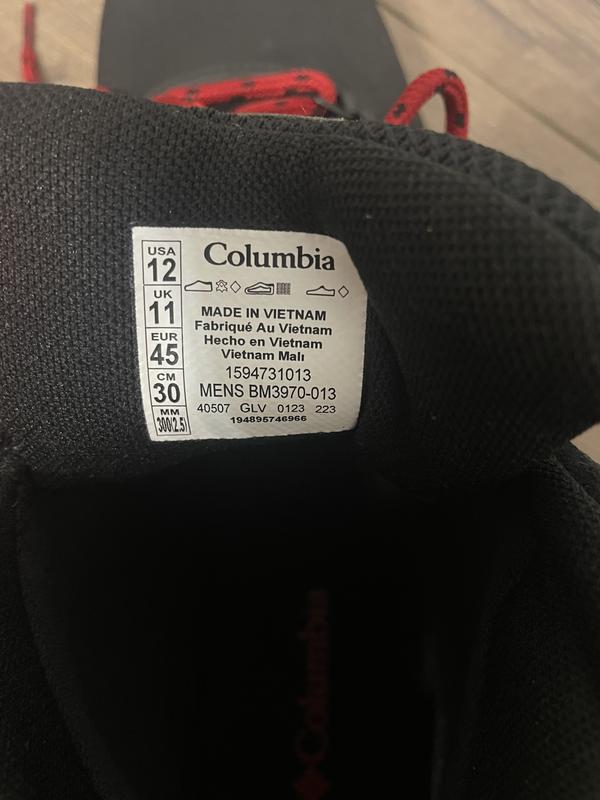 USA
12
UK
11
EUR
45
CM
30
MM
300(2.5)
Columbia
MADE IN VIETNAM
Fabriqué Au Vietnam
Hecho en Vietnam
Vietnam Malı
1594731013
MENS BM3970-013
40507 GLV 0123 223
194895746966
Columbia